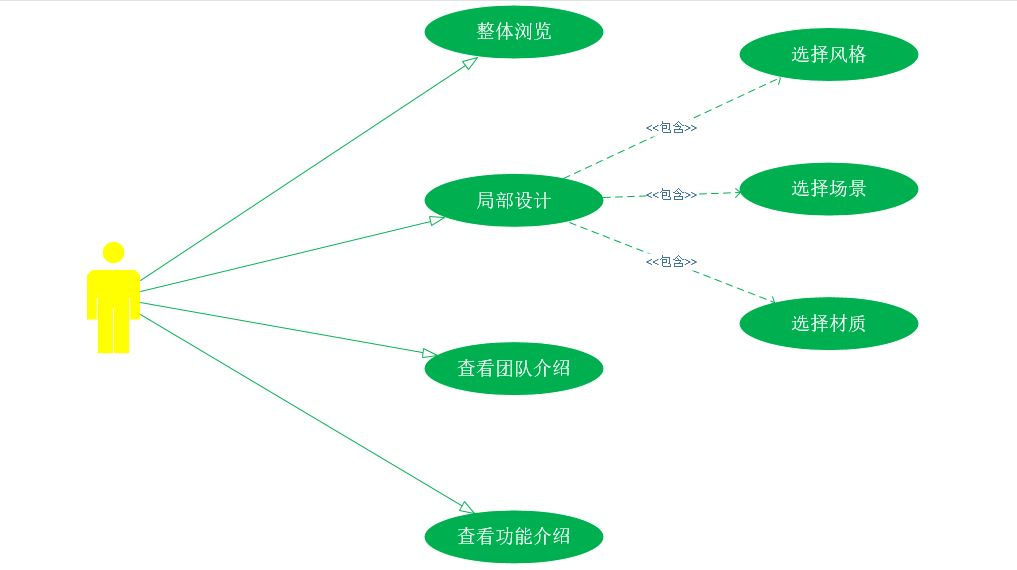 整体浏览
选择风格
<<包含>>
局部设计
<<包含>>
选择场景
<<包含>>
选择材质
查看团队介绍
查看功能介绍